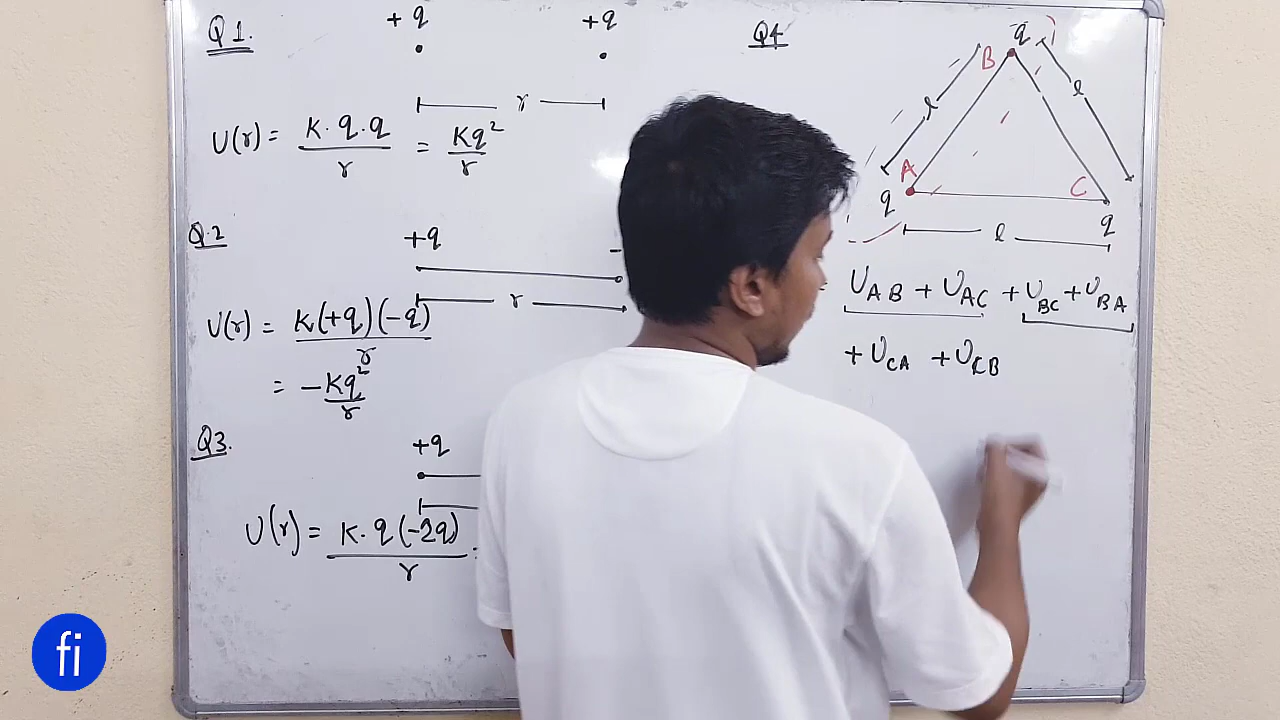 Q1.
+q +q
r
U(r) = K·q·q / r = Kq² / r
Q.2
+q -
r
U(r) = K(+q)(-q) / r
= -Kq² / r
Q3.
+q
U(r) = K·q(-2q) / r =
Q4
q
B
l l
A C
q q
l
U_AB + U_AC + U_BC + U_BA
+ U_CA + U_CB
fi